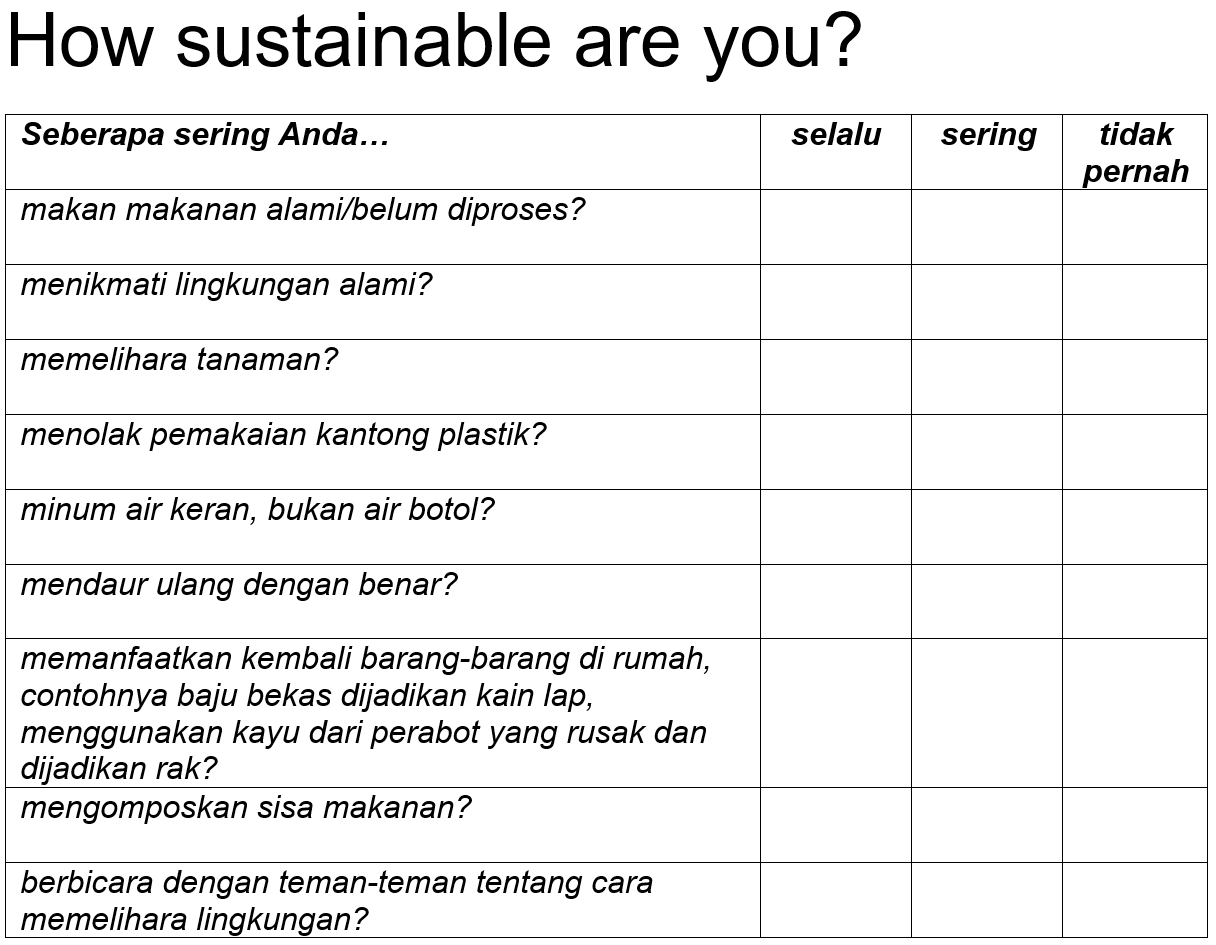 How sustainable are you?
Seberapa sering Anda… selalu sering tidak
pernah
makan makanan alami/belum diproses?
menikmati lingkungan alami?
memelihara tanaman?
menolak pemakaian kantong plastik?
minum air keran, bukan air botol?
mendaur ulang dengan benar?
memanfaatkan kembali barang-barang di rumah,
contohnya baju bekas dijadikan kain lap,
menggunakan kayu dari perabot yang rusak dan
dijadikan rak?
mengomposkan sisa makanan?
berbicara dengan teman-teman tentang cara
memelihara lingkungan?